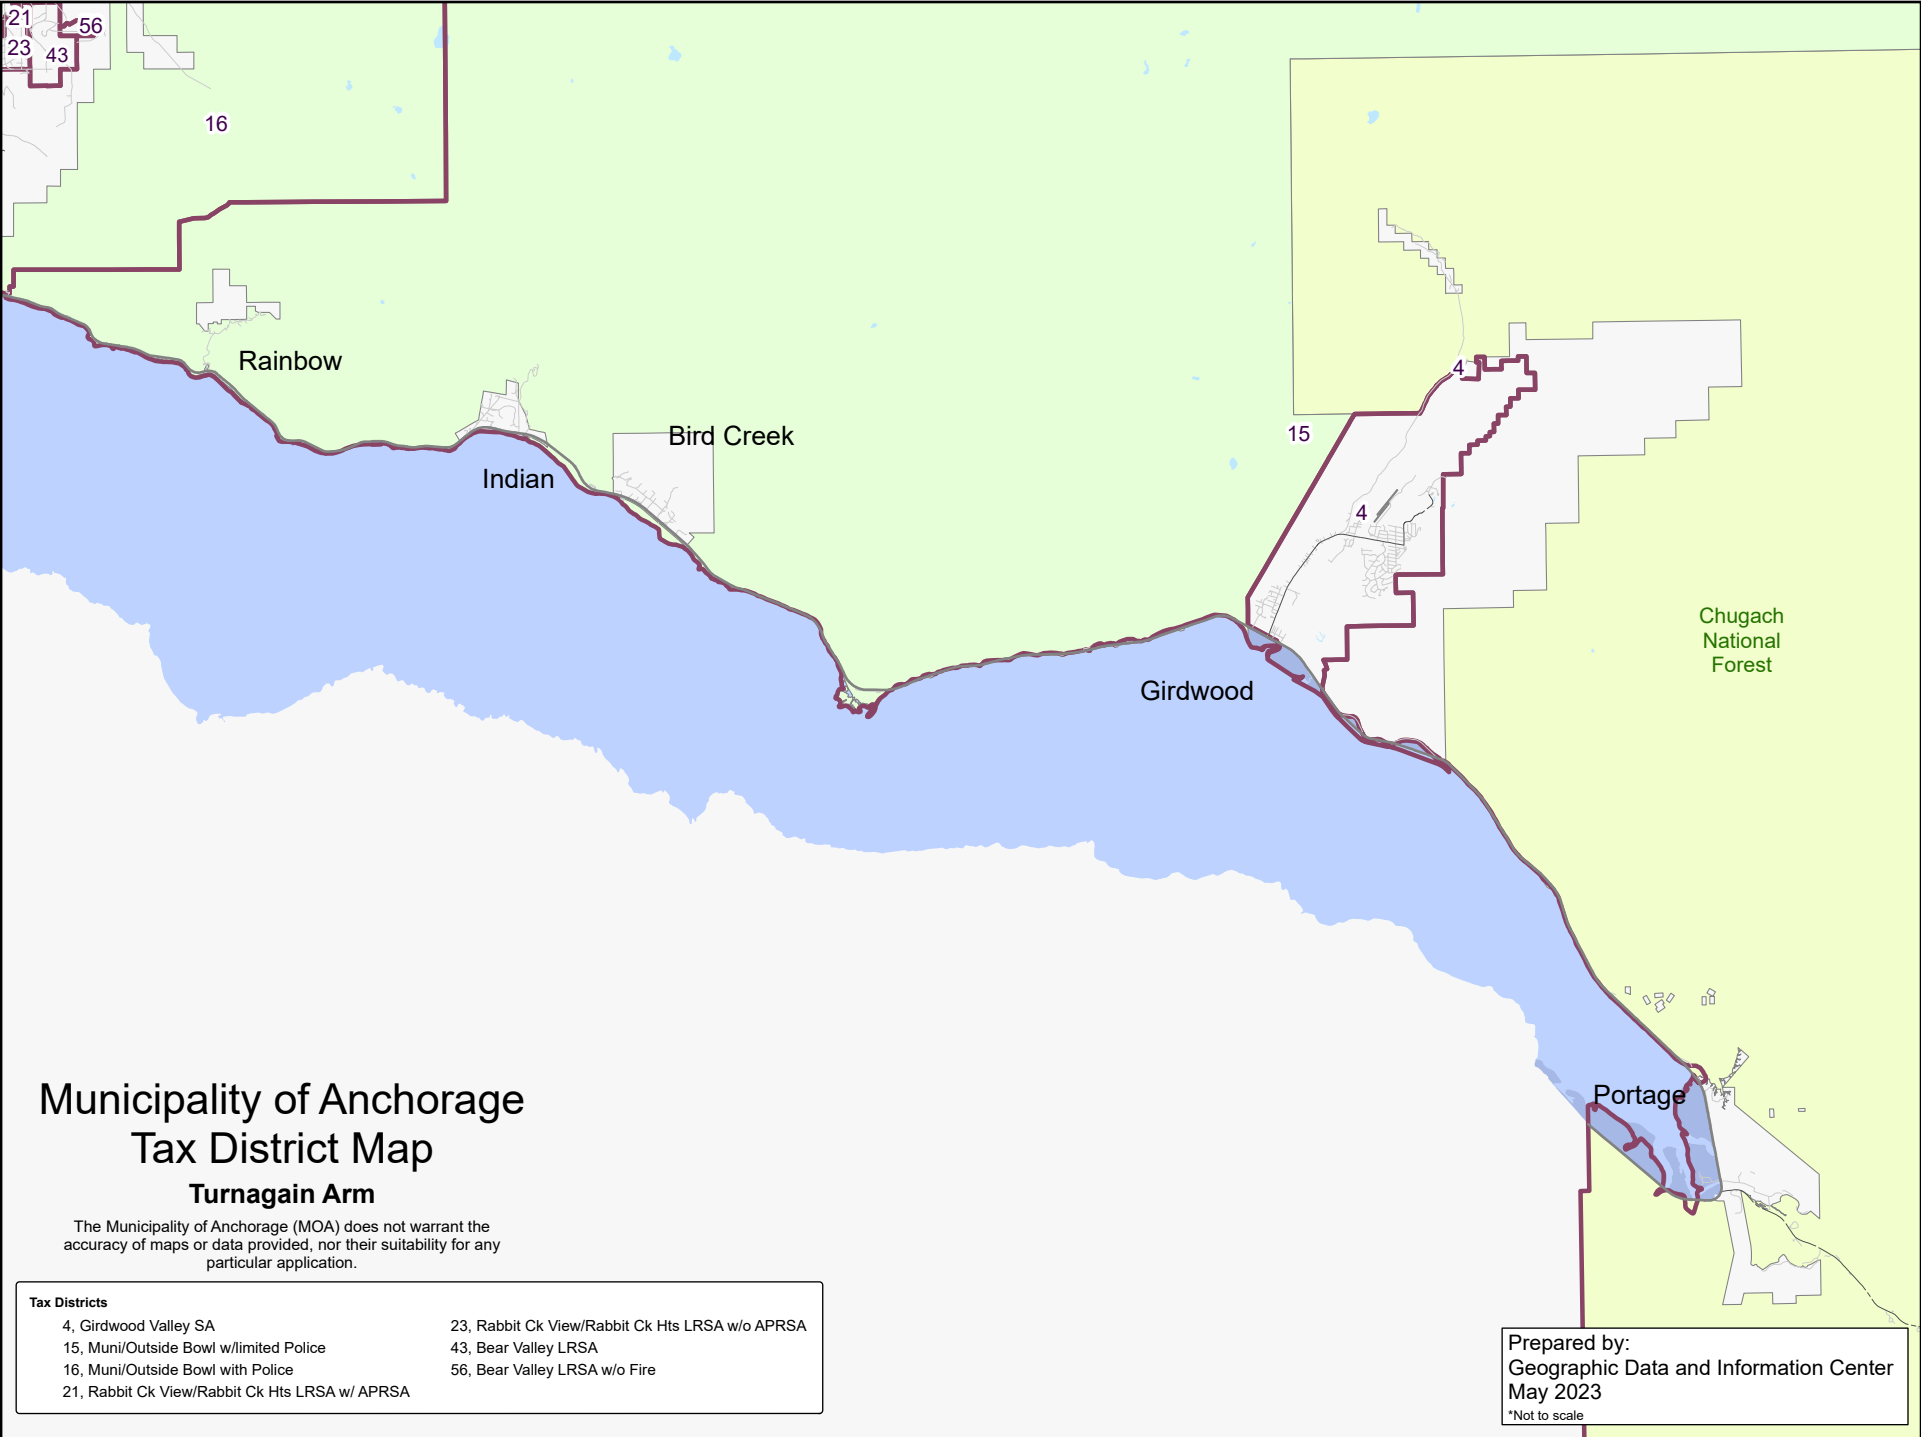 21
56
23
43
16
Rainbow
Bird Creek
Indian
4
15
4
Chugach
National
Forest
Girdwood
Portage
Municipality of Anchorage
Tax District Map
Turnagain Arm
The Municipality of Anchorage (MOA) does not warrant the
accuracy of maps or data provided, nor their suitability for any
particular application.
Tax Districts
4, Girdwood Valley SA
15, Muni/Outside Bowl w/limited Police
16, Muni/Outside Bowl with Police
21, Rabbit Ck View/Rabbit Ck Hts LRSA w/ APRSA
23, Rabbit Ck View/Rabbit Ck Hts LRSA w/o APRSA
43, Bear Valley LRSA
56, Bear Valley LRSA w/o Fire
Prepared by:
Geographic Data and Information Center
May 2023
*Not to scale